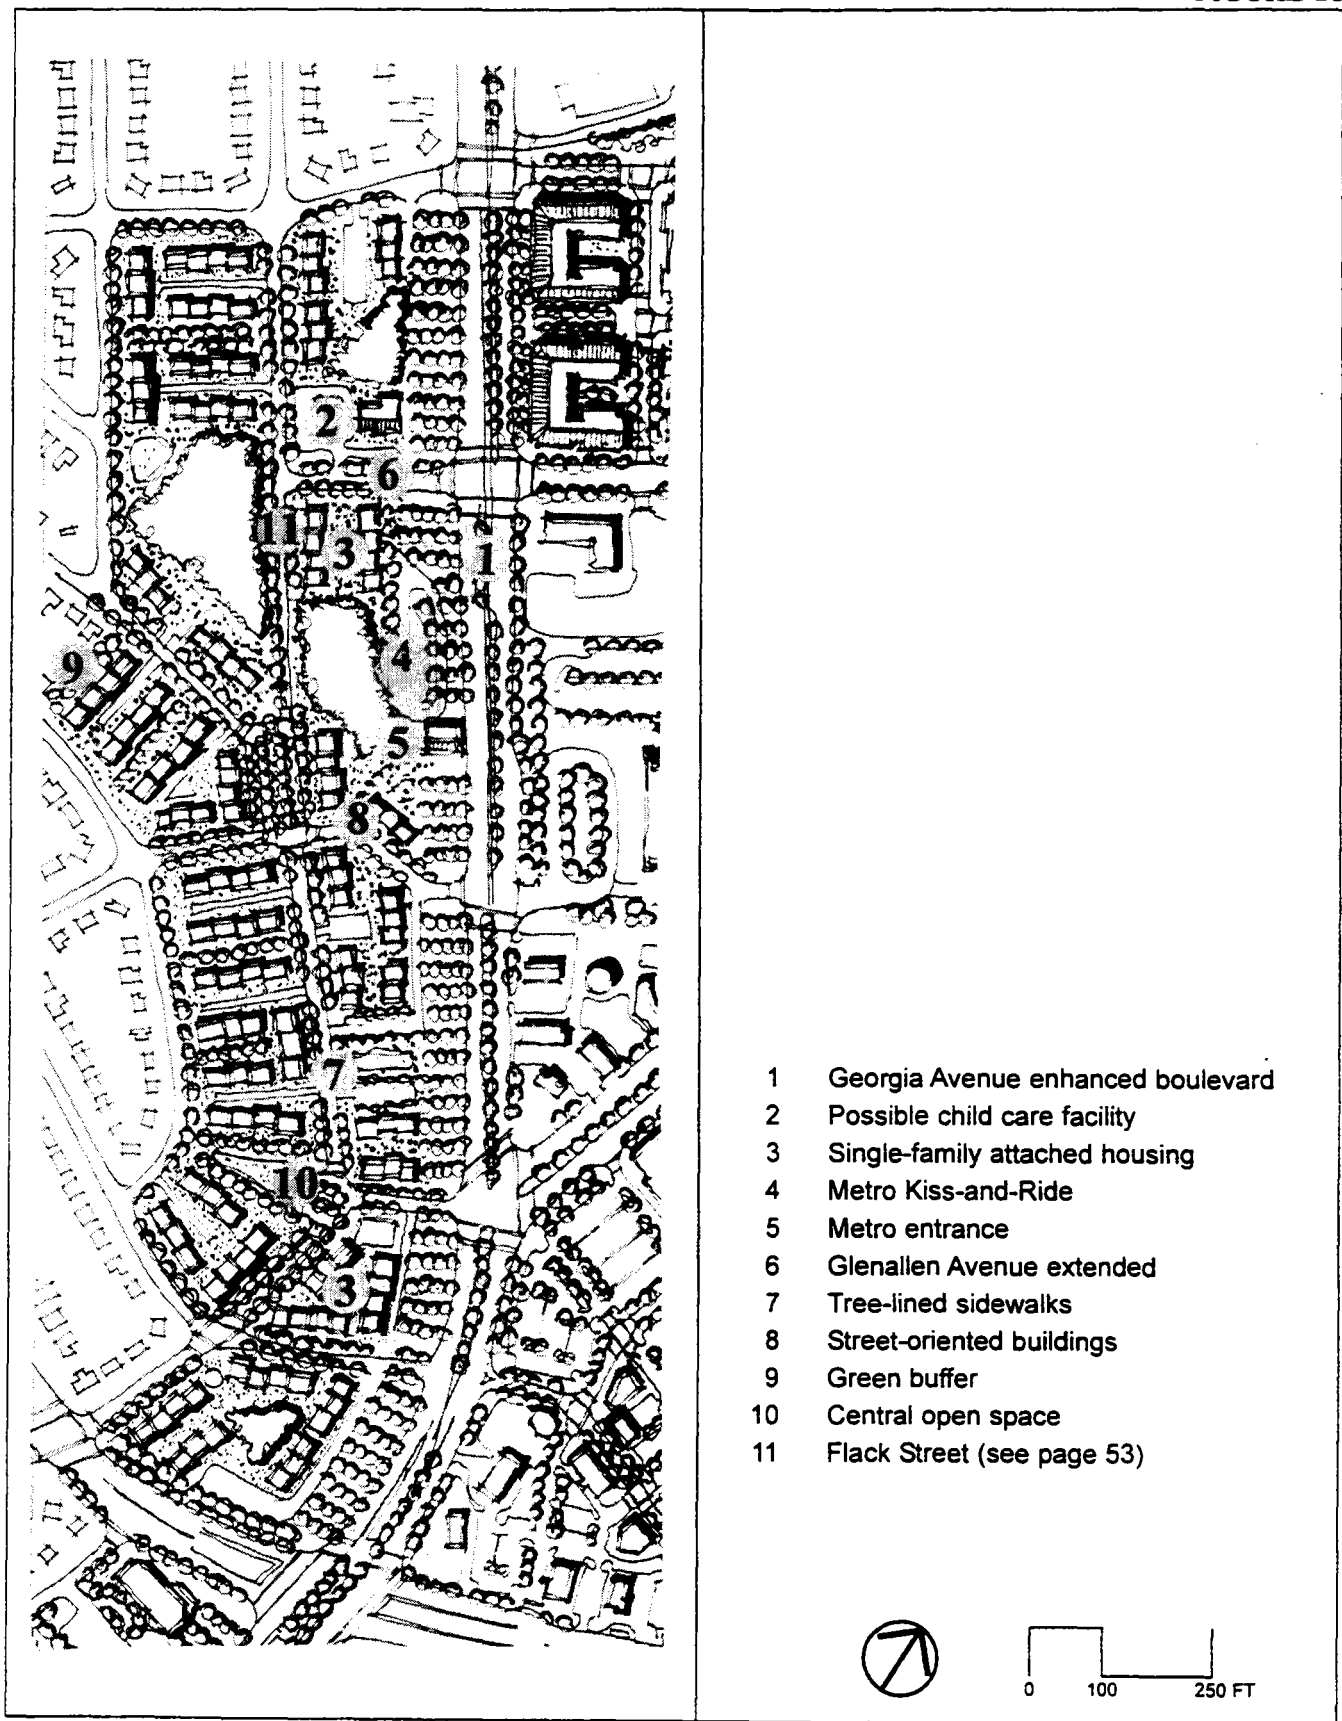 2
6
11
3
1
9
4
5
8
7
10
3
1 Georgia Avenue enhanced boulevard
2 Possible child care facility
3 Single-family attached housing
4 Metro Kiss-and-Ride
5 Metro entrance
6 Glenallen Avenue extended
7 Tree-lined sidewalks
8 Street-oriented buildings
9 Green buffer
10 Central open space
11 Flack Street (see page 53)
0 100 250 FT